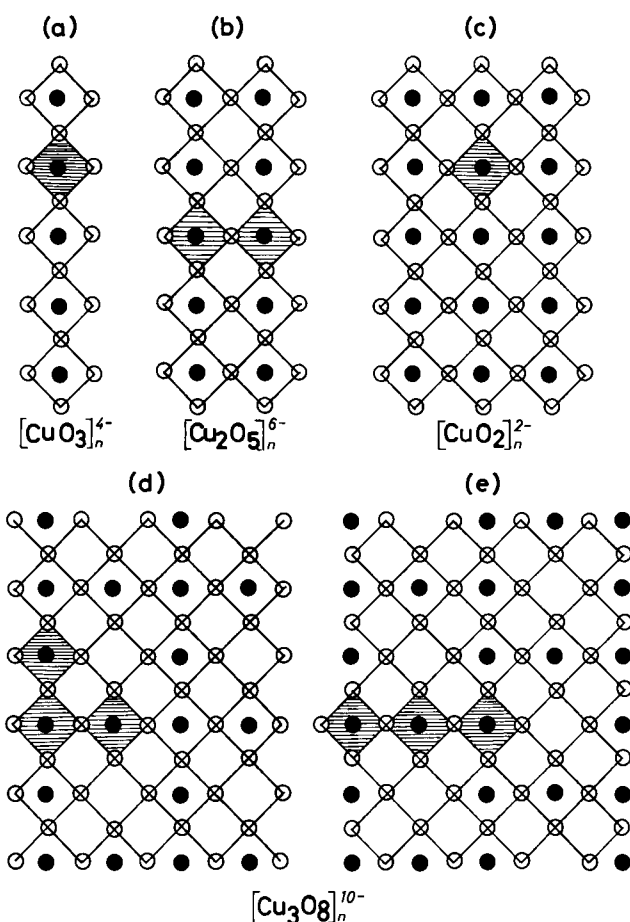 (a) (b) (c)
[CuO₃]ₙ⁴⁻ [Cu₂O₅]ₙ⁶⁻ [CuO₂]ₙ²⁻
(d) (e)
[Cu₃O₈]ₙ¹⁰⁻